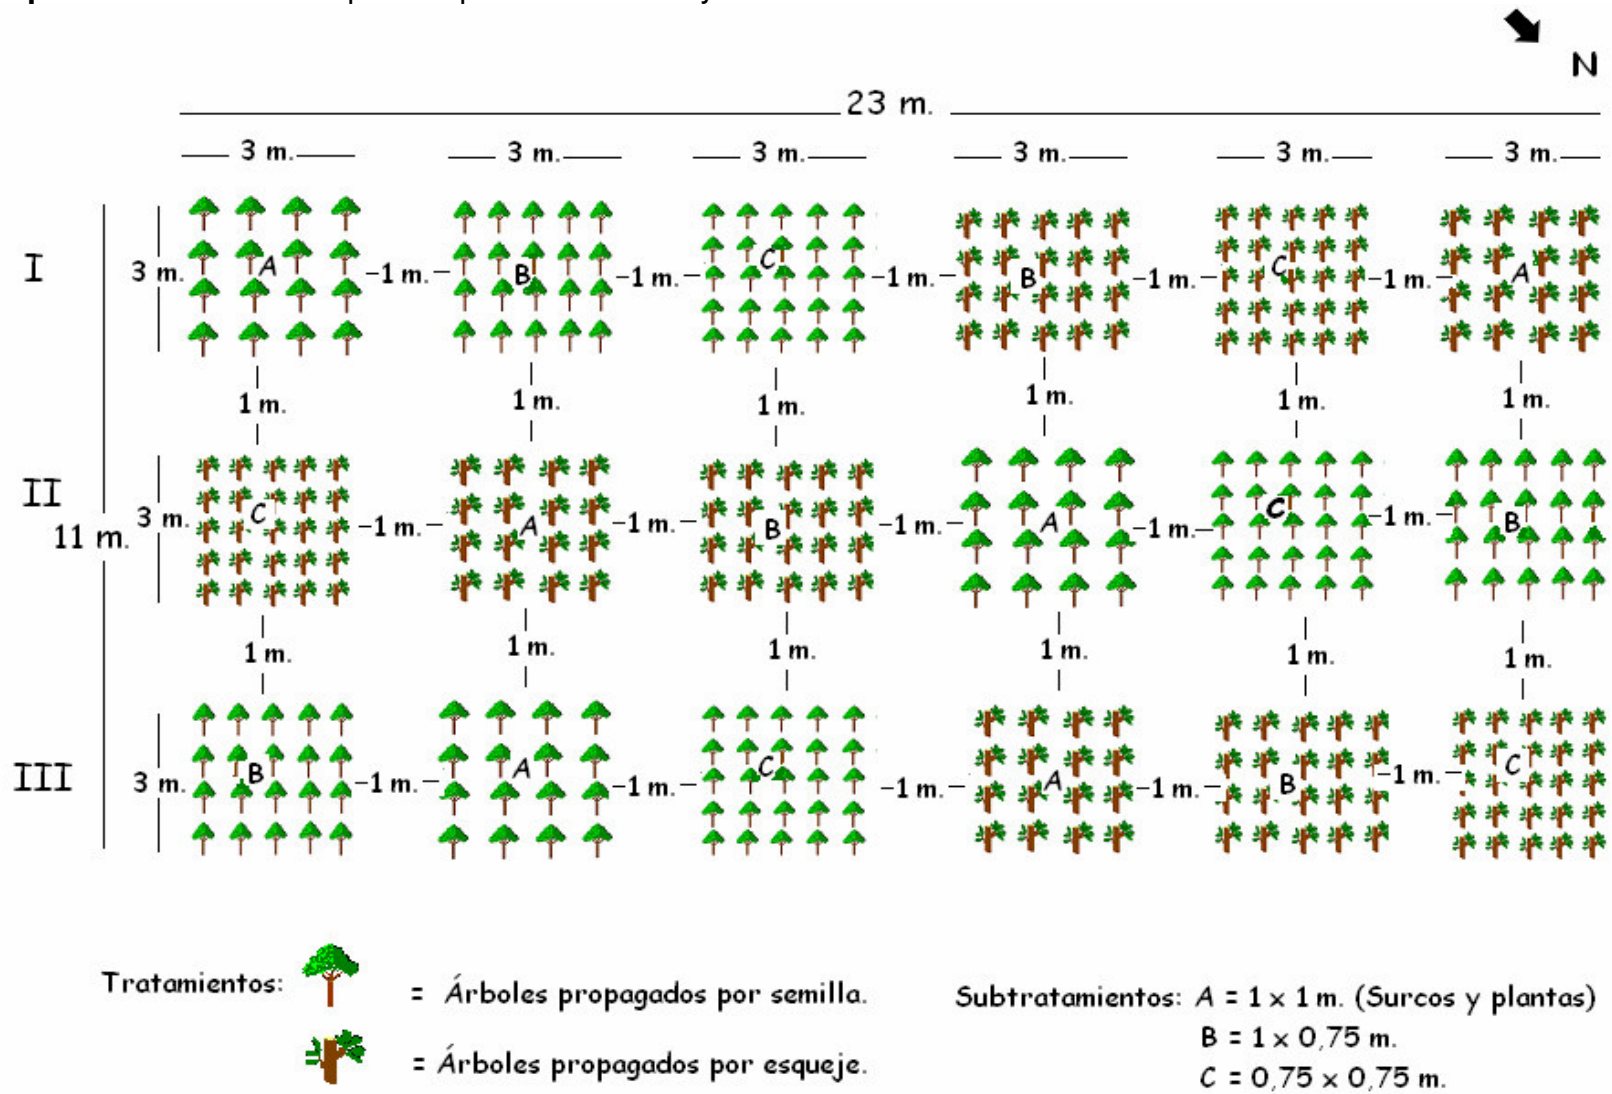 N
23 m.
3 m. 3 m. 3 m. 3 m. 3 m. 3 m.
I 3 m. A 1 m. B 1 m. C 1 m. B 1 m. C 1 m. A
1 m. 1 m. 1 m. 1 m. 1 m. 1 m.
II 3 m. C 1 m. A 1 m. B 1 m. A 1 m. C 1 m. B
11 m.
1 m. 1 m. 1 m. 1 m. 1 m. 1 m.
III 3 m. B 1 m. A 1 m. C 1 m. A 1 m. B 1 m. C
Tratamientos:
= Árboles propagados por semilla.
= Árboles propagados por esqueje.
Subtratamientos: A = 1 x 1 m. (Surcos y plantas)
B = 1 x 0,75 m.
C = 0,75 x 0,75 m.